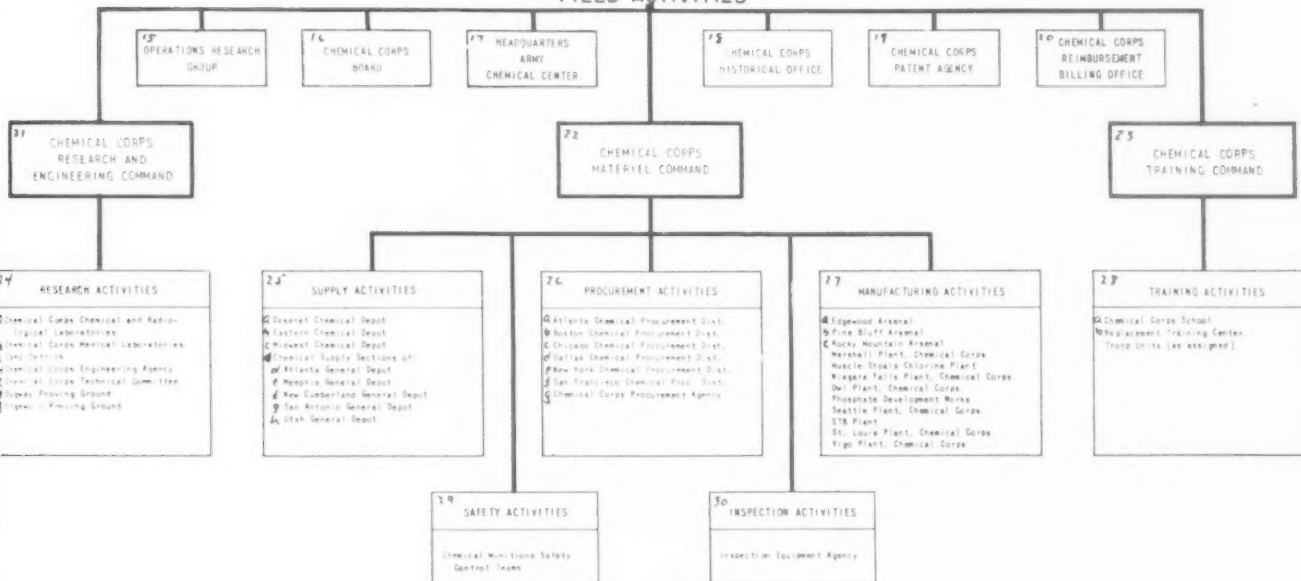 FIELD ACTIVITIES
15
OPERATIONS RESEARCH
GROUP
16
CHEMICAL CORPS
BOARD
17
HEADQUARTERS
ARMY
CHEMICAL CENTER
18
CHEMICAL CORPS
HISTORICAL OFFICE
19
CHEMICAL CORPS
PATENT AGENCY
20
CHEMICAL CORPS
REIMBURSEMENT
BILLING OFFICE
21
CHEMICAL CORPS
RESEARCH AND
ENGINEERING COMMAND
22
CHEMICAL CORPS
MATERIEL COMMAND
23
CHEMICAL CORPS
TRAINING COMMAND
24
RESEARCH ACTIVITIES
Chemical Corps Chemical and Radio-
logical Laboratories
Chemical Corps Medical Laboratories
Camp Detrick
Chemical Corps Engineering Agency
Chemical Corps Technical Committee
Dugway Proving Ground
Proving Ground
25
SUPPLY ACTIVITIES
a Deseret Chemical Depot
b Eastern Chemical Depot
c Midwest Chemical Depot
Chemical Supply Sections of:
d Atlanta General Depot
e Memphis General Depot
f New Cumberland General Depot
g San Antonio General Depot
h Utah General Depot
26
PROCUREMENT ACTIVITIES
a Atlanta Chemical Procurement Dist.
b Boston Chemical Procurement Dist.
c Chicago Chemical Procurement Dist.
d Dallas Chemical Procurement Dist.
e New York Chemical Procurement Dist.
f San Francisco Chemical Proc. Dist.
g Chemical Corps Procurement Agency
27
MANUFACTURING ACTIVITIES
a Edgewood Arsenal
b Pine Bluff Arsenal
c Rocky Mountain Arsenal
Marshall Plant, Chemical Corps
Muscle Shoals Chlorine Plant
Niagara Falls Plant, Chemical Corps
Owl Plant, Chemical Corps
Phosphate Development Works
Seattle Plant, Chemical Corps
STB Plant
St. Louis Plant, Chemical Corps
Vigo Plant, Chemical Corps
28
TRAINING ACTIVITIES
a Chemical Corps School
b Replacement Training Center
Troop Units (as assigned)
29
SAFETY ACTIVITIES
Chemical Munitions Safety
Control Teams
30
INSPECTION ACTIVITIES
Inspection Equipment Agency